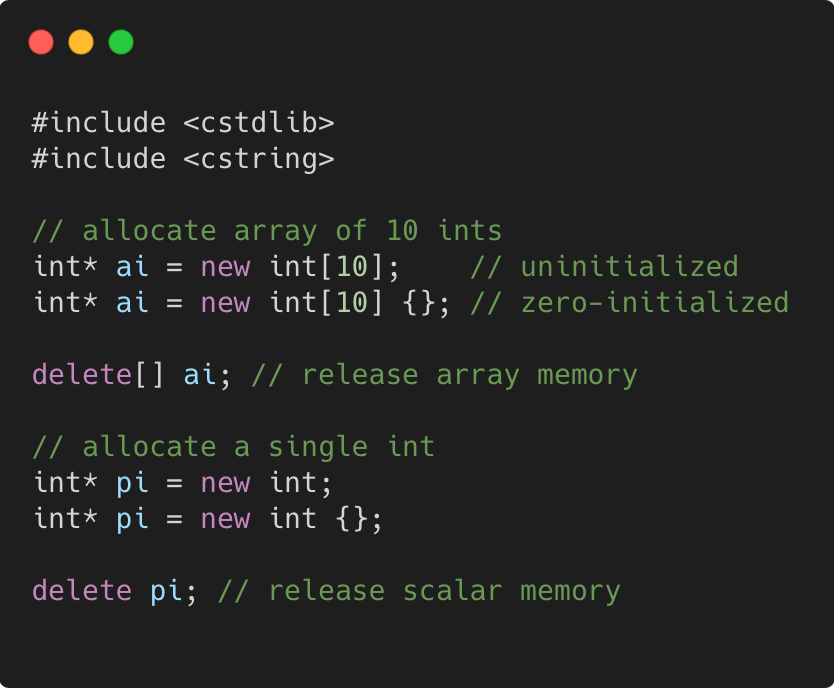 #include <cstdlib>
#include <cstring>
// allocate array of 10 ints
int* ai = new int[10];    // uninitialized
int* ai = new int[10] {}; // zero-initialized
delete[] ai; // release array memory
// allocate a single int
int* pi = new int;
int* pi = new int {};
delete pi; // release scalar memory